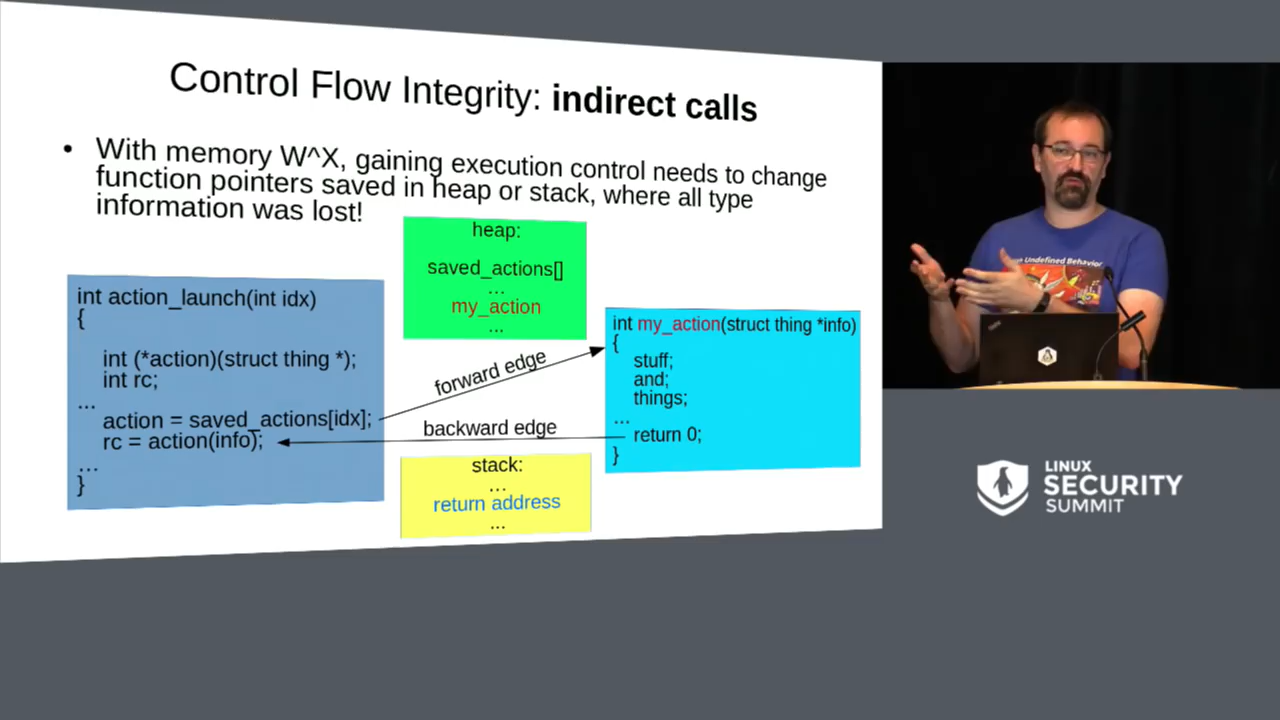 Control Flow Integrity: indirect calls
• With memory W^X, gaining execution control needs to change
function pointers saved in heap or stack, where all type
information was lost!
int action_launch(int idx)
{
int (*action)(struct thing *);
int rc;
...
action = saved_actions[idx];
rc = action(info);
...
}
heap:
saved_actions[]
...
my_action
...
forward edge
backward edge
stack:
...
return address
...
int my_action(struct thing *info)
{
stuff;
and;
things;
...
return 0;
}
Undefined Behavior
LINUX
SECURITY
SUMMIT